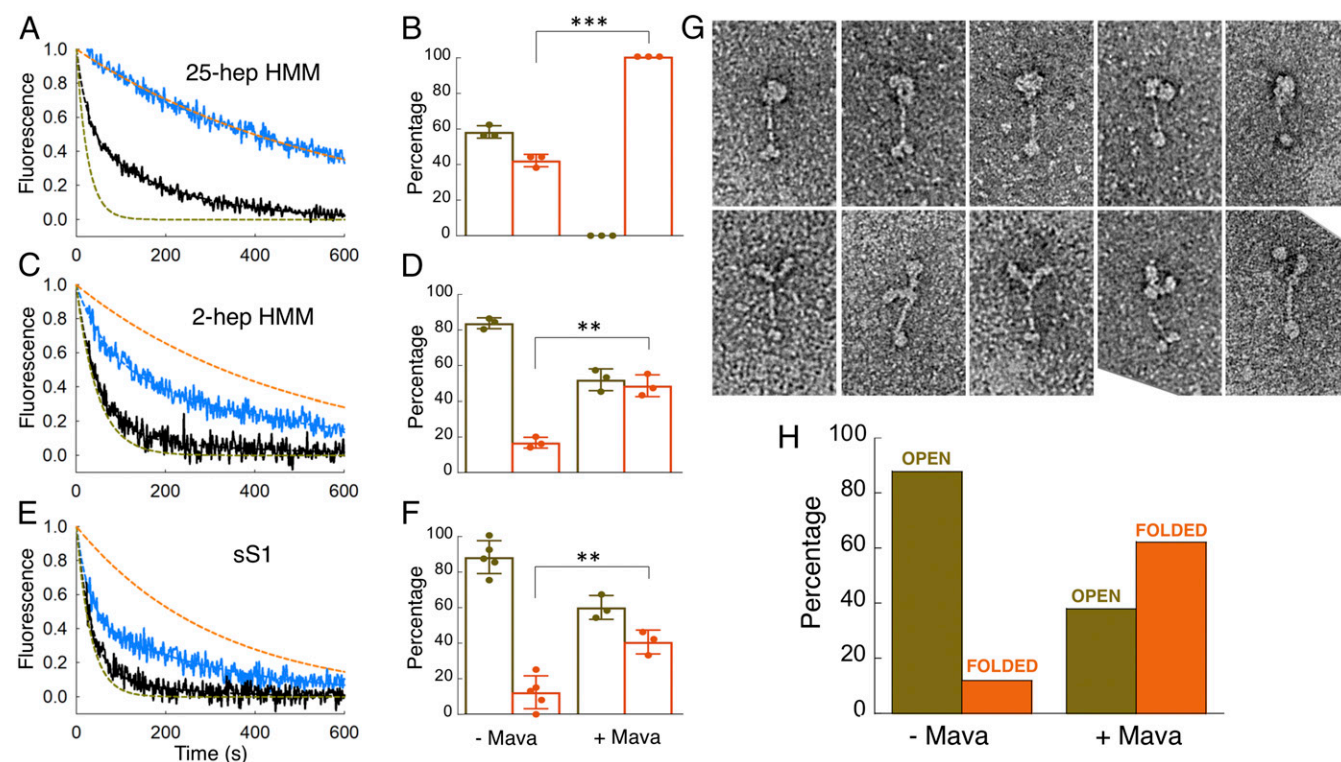 A
25-hep HMM
Fluorescence
1.0
0.8
0.6
0.4
0.2
0.0
0 200 400 600
B
***
Percentage
100
80
60
40
20
0
C
2-hep HMM
Fluorescence
1.0
0.8
0.6
0.4
0.2
0.0
0 200 400 600
D
**
Percentage
100
80
60
40
20
0
E
sS1
Fluorescence
1.0
0.8
0.6
0.4
0.2
0.0
0 200 400 600
Time (s)
F
**
Percentage
100
80
60
40
20
0
- Mava + Mava
G
H
Percentage
100
80
60
40
20
0
OPEN
FOLDED
OPEN
FOLDED
- Mava + Mava